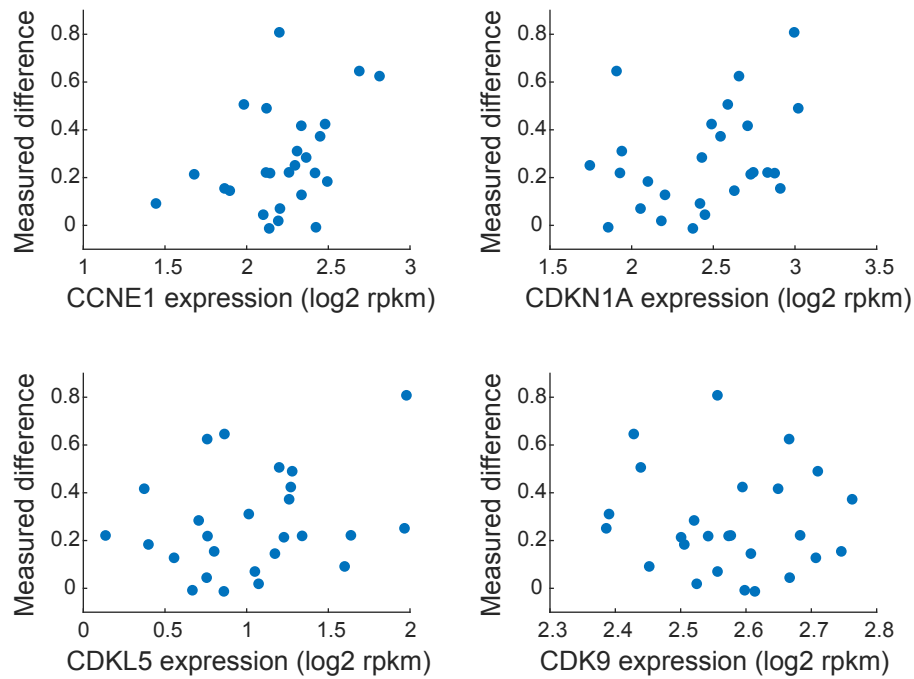 Measured difference
0.8
0.6
0.4
0.2
0
1 1.5 2 2.5 3
CCNE1 expression (log2 rpkm)
Measured difference
0.8
0.6
0.4
0.2
0
1.5 2 2.5 3 3.5
CDKN1A expression (log2 rpkm)
Measured difference
0.8
0.6
0.4
0.2
0
0 0.5 1 1.5 2
CDKL5 expression (log2 rpkm)
Measured difference
0.8
0.6
0.4
0.2
0
2.3 2.4 2.5 2.6 2.7 2.8
CDK9 expression (log2 rpkm)